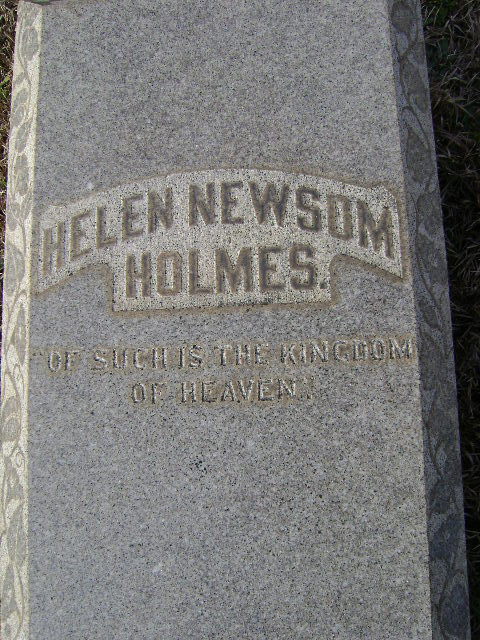 HELEN NEWSOM
HOLMES.
"OF SUCH IS THE KINGDOM
OF HEAVEN".